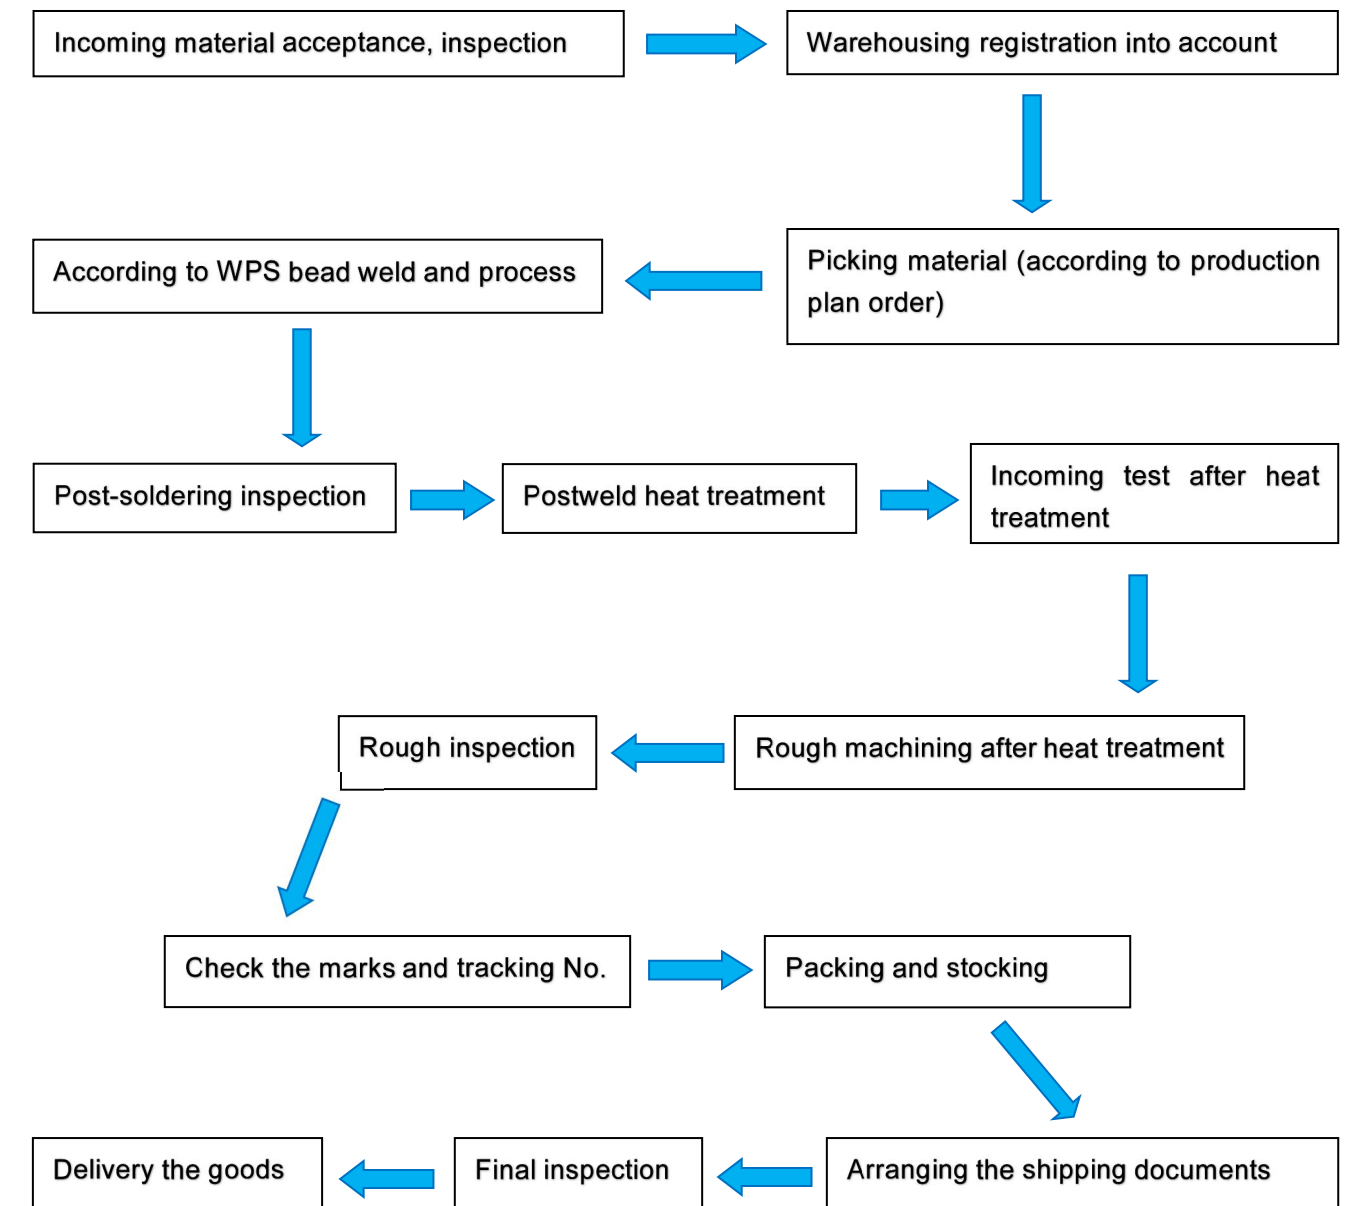 Incoming material acceptance, inspection
Warehousing registration into account
Picking material (according to production
plan order)
According to WPS bead weld and process
Post-soldering inspection
Postweld heat treatment
Incoming test after heat
treatment
Rough machining after heat treatment
Rough inspection
Check the marks and tracking No.
Packing and stocking
Arranging the shipping documents
Final inspection
Delivery the goods